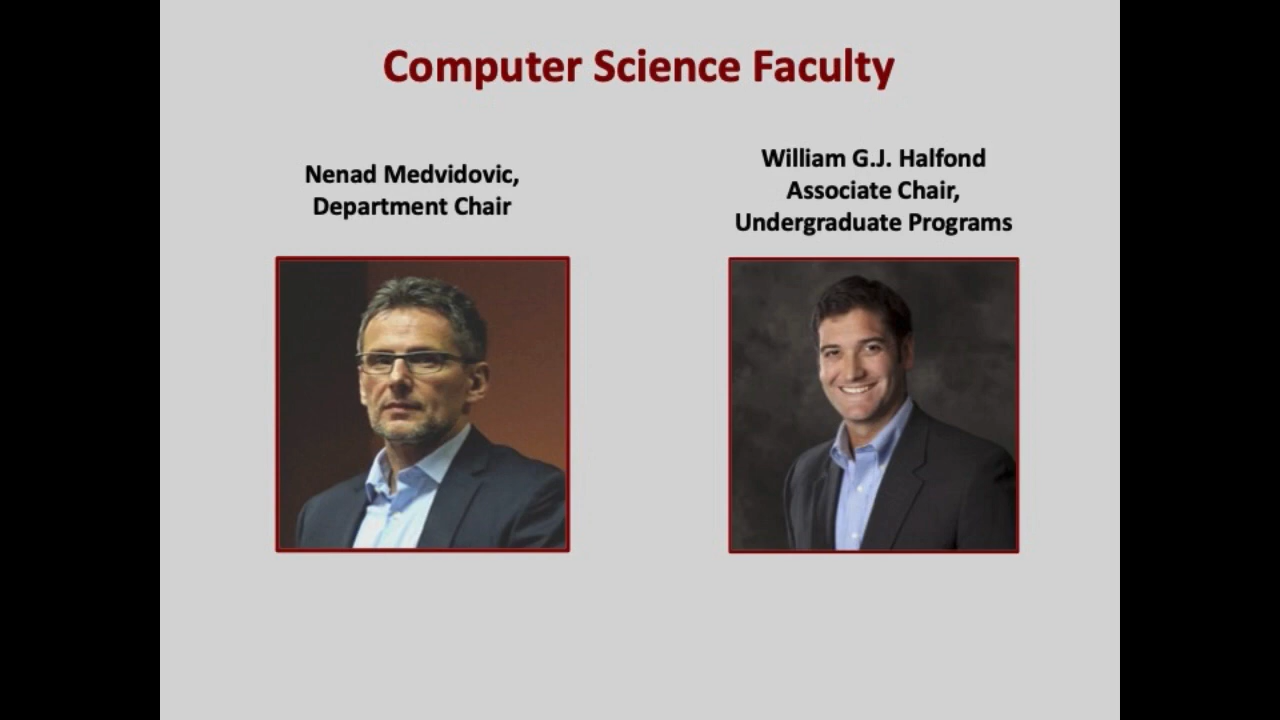 Computer Science Faculty
Nenad Medvidovic,
Department Chair
William G.J. Halfond
Associate Chair,
Undergraduate Programs